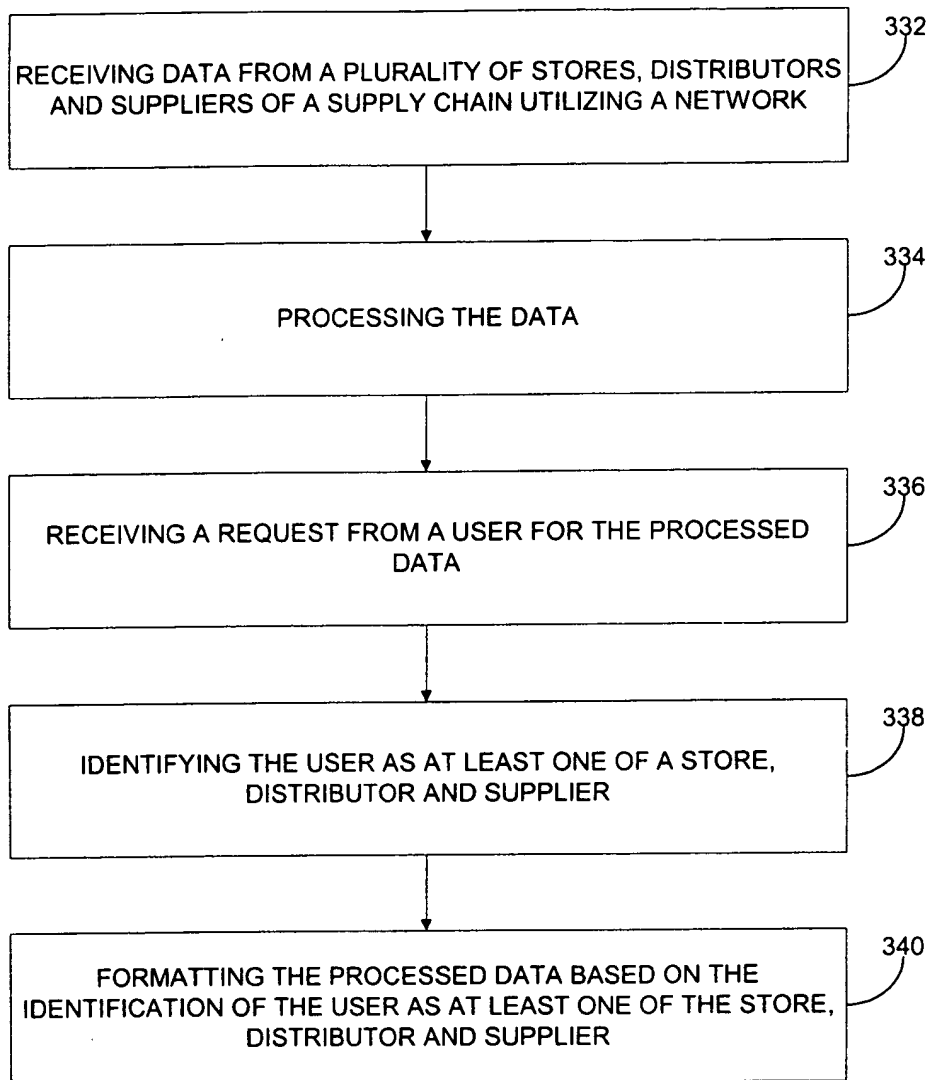 332
RECEIVING DATA FROM A PLURALITY OF STORES, DISTRIBUTORS
AND SUPPLIERS OF A SUPPLY CHAIN UTILIZING A NETWORK
334
PROCESSING THE DATA
336
RECEIVING A REQUEST FROM A USER FOR THE PROCESSED
DATA
338
IDENTIFYING THE USER AS AT LEAST ONE OF A STORE,
DISTRIBUTOR AND SUPPLIER
340
FORMATTING THE PROCESSED DATA BASED ON THE
IDENTIFICATION OF THE USER AS AT LEAST ONE OF THE STORE,
DISTRIBUTOR AND SUPPLIER